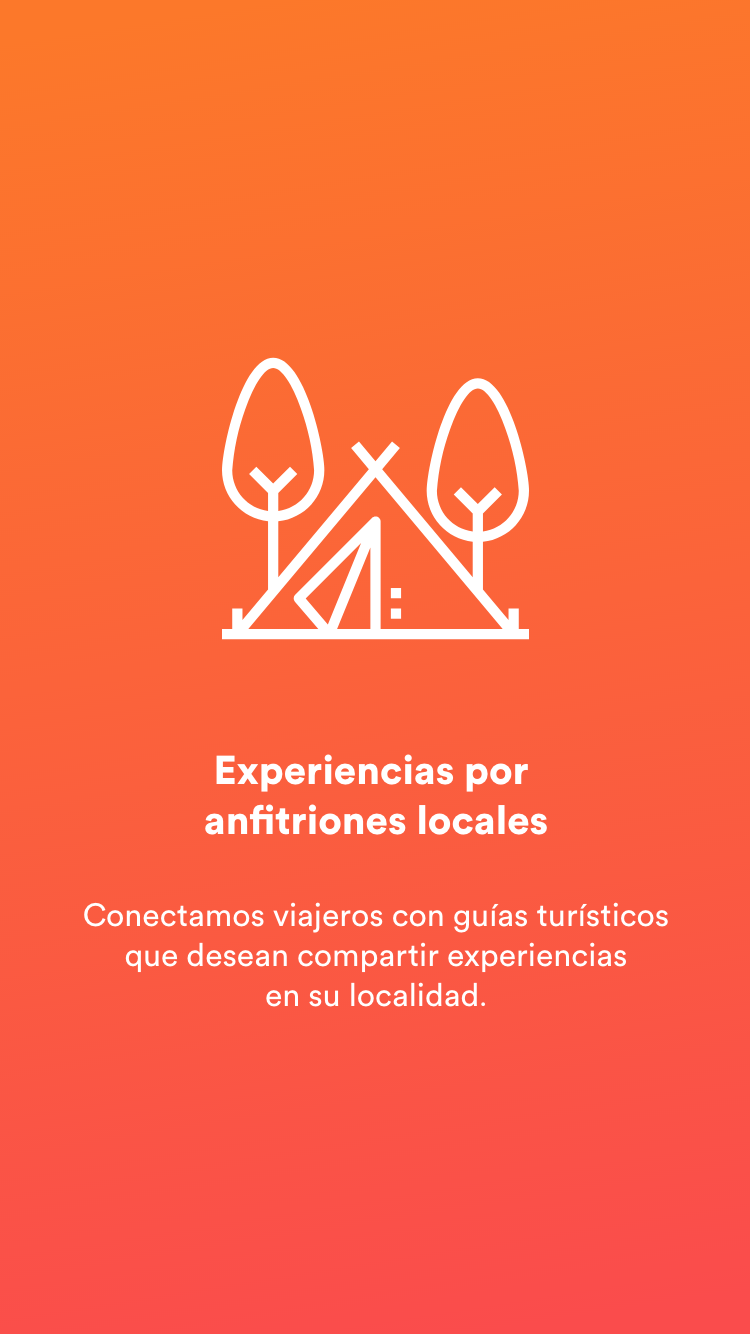 Experiencias por
anfitriones locales
Conectamos viajeros con guías turísticos
que desean compartir experiencias
en su localidad.